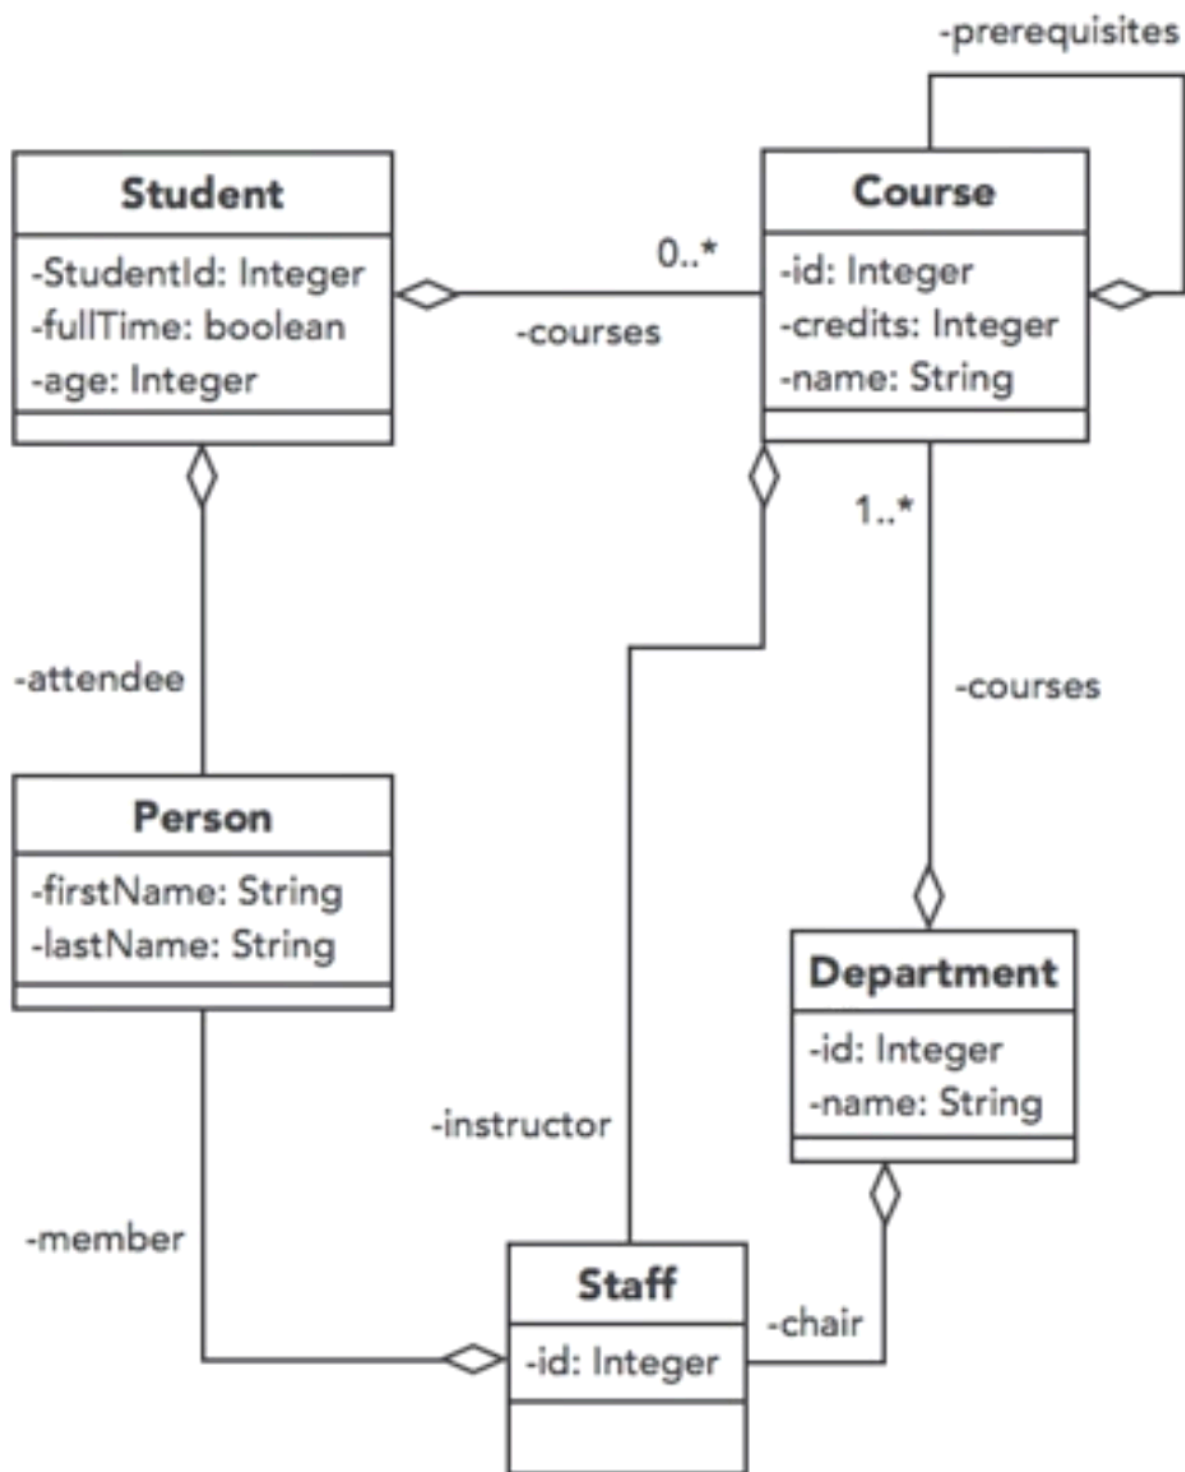 -prerequisites
Student
-StudentId: Integer
-fullTime: boolean
-age: Integer
0..*
-courses
Course
-id: Integer
-credits: Integer
-name: String
1..*
-attendee
-courses
Person
-firstName: String
-lastName: String
Department
-id: Integer
-name: String
-instructor
-member
Staff
-id: Integer
-chair